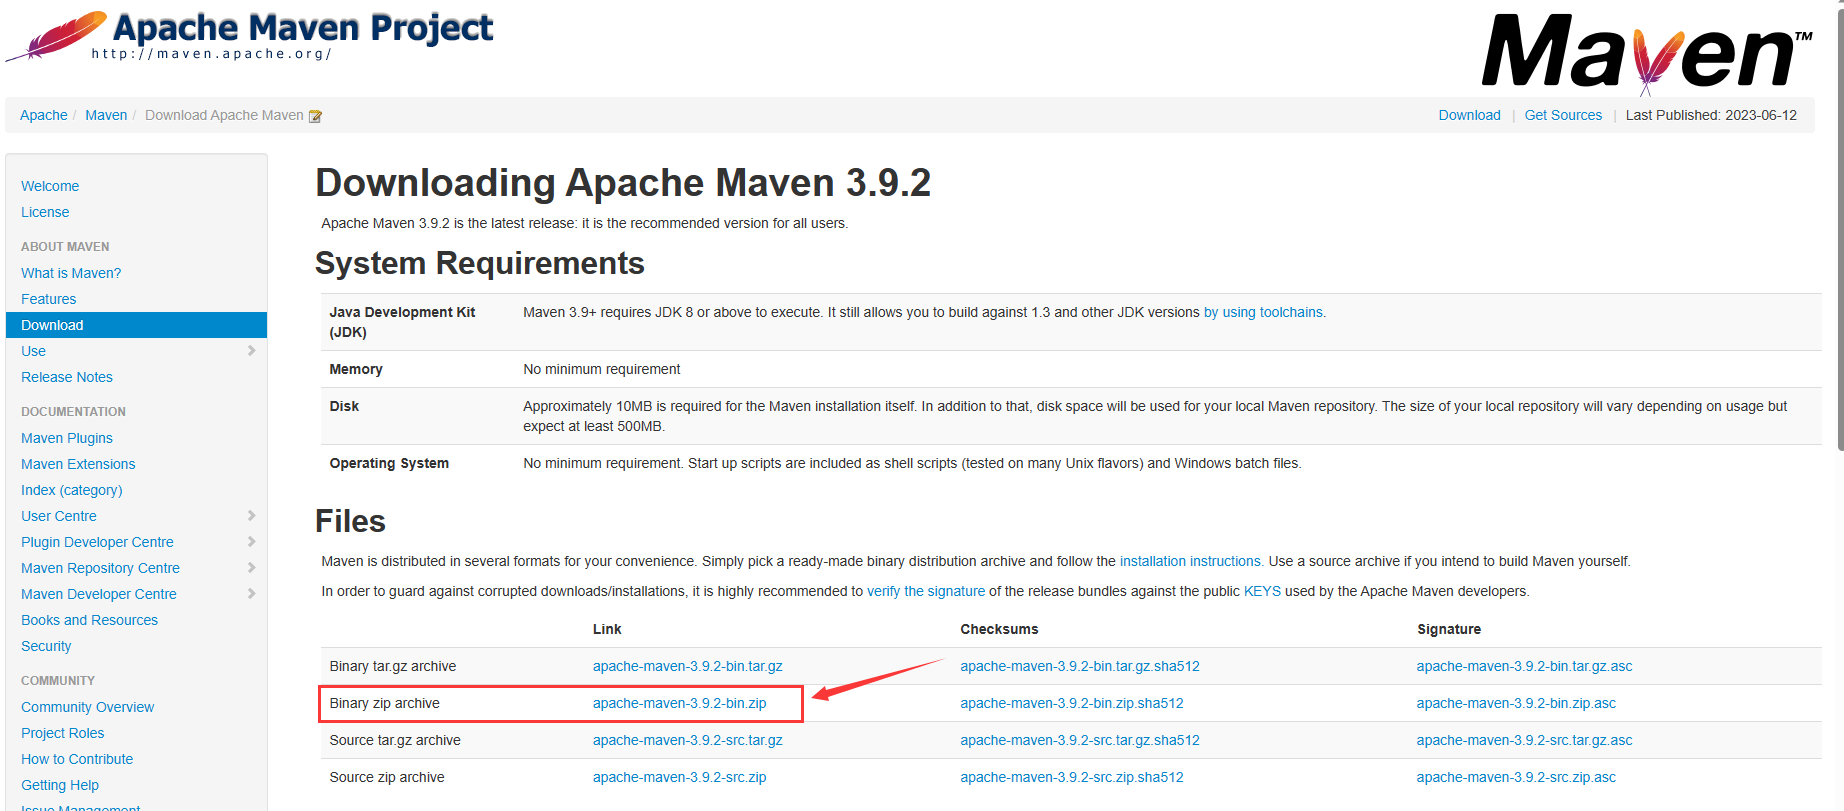 Apache Maven Project
http://maven.apache.org/
Maven™
Apache / Maven / Download Apache Maven
Download | Get Sources | Last Published: 2023-06-12
Welcome
License
ABOUT MAVEN
What is Maven?
Features
Download
Use
Release Notes
DOCUMENTATION
Maven Plugins
Maven Extensions
Index (category)
User Centre
Plugin Developer Centre
Maven Repository Centre
Maven Developer Centre
Books and Resources
Security
COMMUNITY
Community Overview
Project Roles
How to Contribute
Getting Help
Issue Management
Downloading Apache Maven 3.9.2
Apache Maven 3.9.2 is the latest release: it is the recommended version for all users.
System Requirements
Java Development Kit (JDK) Maven 3.9+ requires JDK 8 or above to execute. It still allows you to build against 1.3 and other JDK versions by using toolchains.
Memory No minimum requirement
Disk Approximately 10MB is required for the Maven installation itself. In addition to that, disk space will be used for your local Maven repository. The size of your local repository will vary depending on usage but
expect at least 500MB.
Operating System No minimum requirement. Start up scripts are included as shell scripts (tested on many Unix flavors) and Windows batch files.
Files
Maven is distributed in several formats for your convenience. Simply pick a ready-made binary distribution archive and follow the installation instructions. Use a source archive if you intend to build Maven yourself.
In order to guard against corrupted downloads/installations, it is highly recommended to verify the signature of the release bundles against the public KEYS used by the Apache Maven developers.
Link Checksums Signature
Binary tar.gz archive apache-maven-3.9.2-bin.tar.gz apache-maven-3.9.2-bin.tar.gz.sha512 apache-maven-3.9.2-bin.tar.gz.asc
Binary zip archive apache-maven-3.9.2-bin.zip apache-maven-3.9.2-bin.zip.sha512 apache-maven-3.9.2-bin.zip.asc
Source tar.gz archive apache-maven-3.9.2-src.tar.gz apache-maven-3.9.2-src.tar.gz.sha512 apache-maven-3.9.2-src.tar.gz.asc
Source zip archive apache-maven-3.9.2-src.zip apache-maven-3.9.2-src.zip.sha512 apache-maven-3.9.2-src.zip.asc